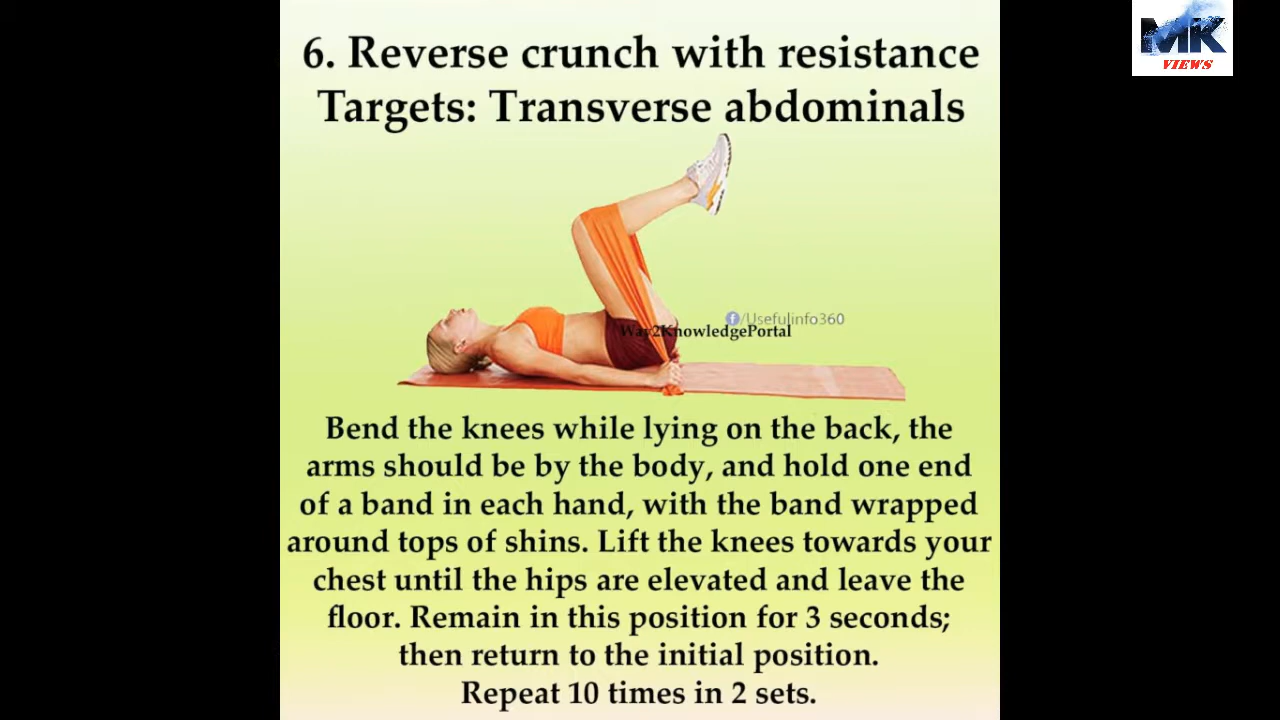 6. Reverse crunch with resistance
Targets: Transverse abdominals
MK
VIEWS
/Usefulinfo360
Way2KnowledgePortal
Bend the knees while lying on the back, the
arms should be by the body, and hold one end
of a band in each hand, with the band wrapped
around tops of shins. Lift the knees towards your
chest until the hips are elevated and leave the
floor. Remain in this position for 3 seconds;
then return to the initial position.
Repeat 10 times in 2 sets.